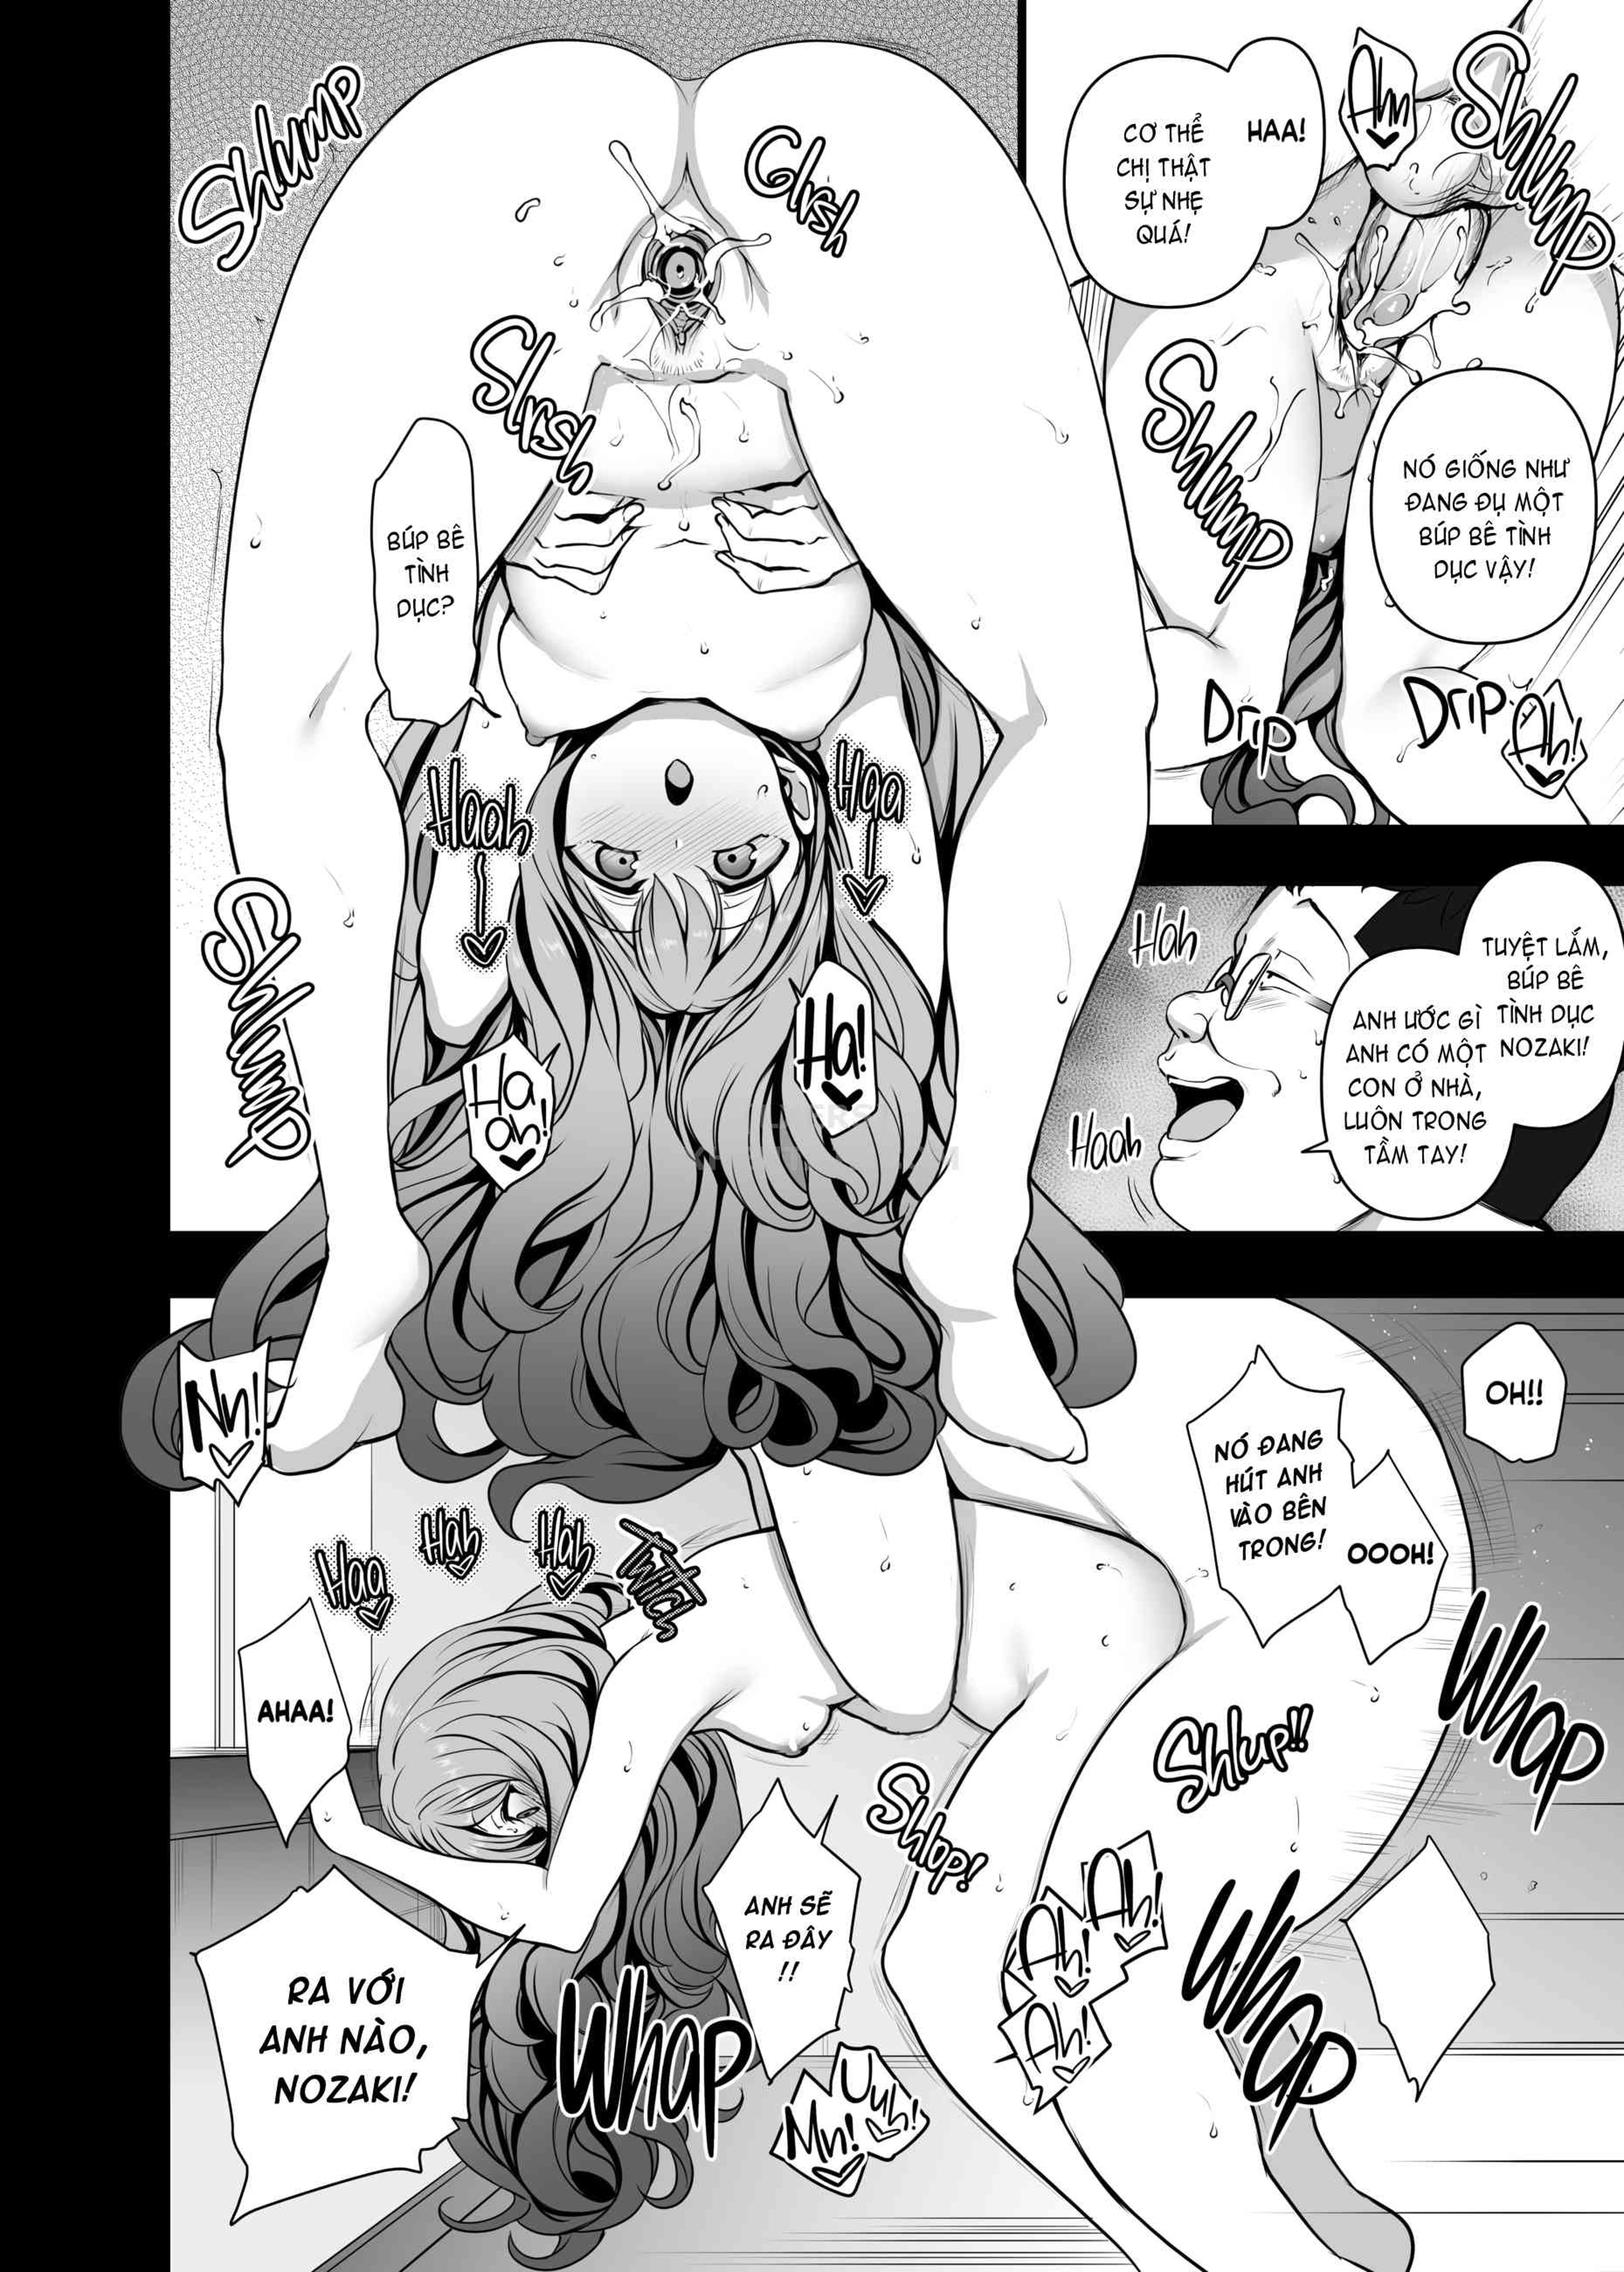 Ahn
HAA!
CƠ THỂ
CHỊ THẬT
SỰ NHẸ
QUÁ!
Shlump
Shlump
NÓ GIỐNG NHƯ
ĐANG ĐỤ MỘT
BÚP BÊ TÌNH
DỤC VẬY!
Drip
Drip
Ah!
TUYỆT LẮM,
BÚP BÊ
TÌNH DỤC
NOZAKI!
ANH ƯỚC GÌ
ANH CÓ MỘT
CON Ở NHÀ,
LUÔN TRONG
TẦM TAY!
Hah
Haah
Shlump
Glrsh
Slrsh
BÚP BÊ
TÌNH
DỤC?
Haah
Haa
Ha!
Ha
ah!
Shlump
Nn!
OH!!
NÓ ĐANG
HÚT ANH
VÀO BÊN
TRONG!
OOOH!
Whap
Shlup!!
Twitch
Hah
Hah
Haa
AHAA!
Shlop!
ANH SẼ
RA ĐÂY
!!
Ah!
Ah!
Ah!
Whap
RA VỚI
ANH NÀO,
NOZAKI!
Whap
Uuh!
Mn!